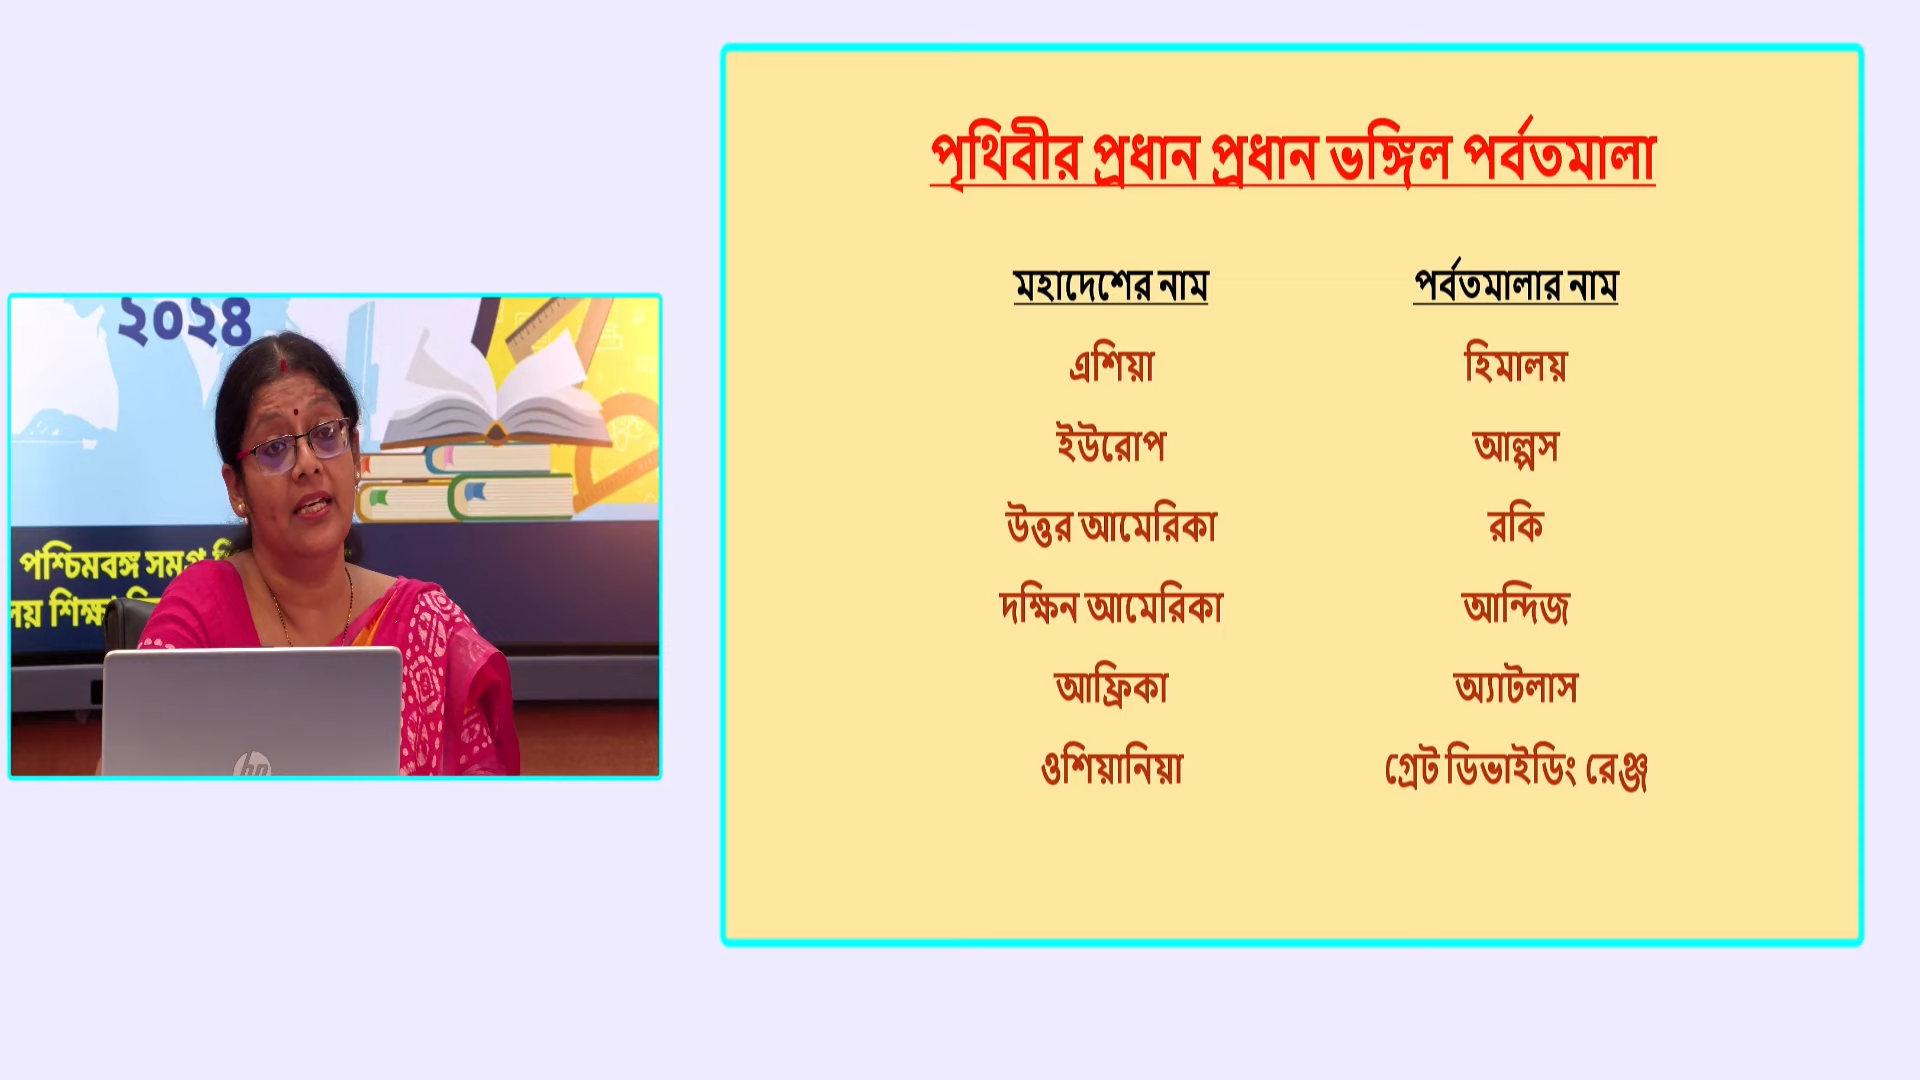 পৃথিবীর প্রধান প্রধান ভঙ্গিল পর্বতমালা
মহাদেশের নাম পর্বতমালার নাম
এশিয়া হিমালয়
ইউরোপ আল্পস
উত্তর আমেরিকা রকি
দক্ষিন আমেরিকা আন্দিজ
আফ্রিকা অ্যাটলাস
ওশিয়ানিয়া গ্রেট ডিভাইডিং রেঞ্জ
২০২৪
পশ্চিমবঙ্গ সমগ্র
শিক্ষা
hp